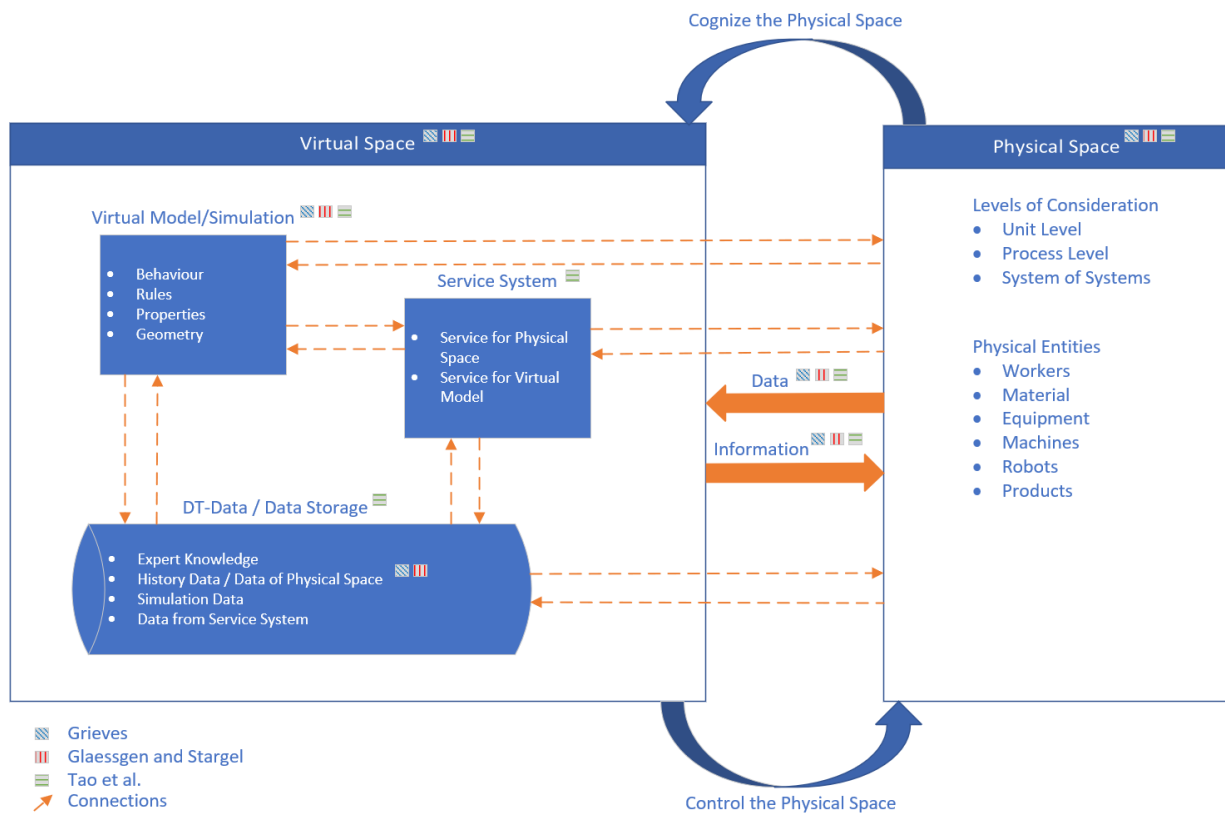 Cognize the Physical Space
Virtual Space
Physical Space
Virtual Model/Simulation
Behaviour
Rules
Properties
Geometry
Service System
Service for Physical
Space
Service for Virtual
Model
Data
Information
DT-Data / Data Storage
Expert Knowledge
History Data / Data of Physical Space
Simulation Data
Data from Service System
Levels of Consideration
Unit Level
Process Level
System of Systems
Physical Entities
Workers
Material
Equipment
Machines
Robots
Products
Grieves
Glaessgen and Stargel
Tao et al.
Connections
Control the Physical Space